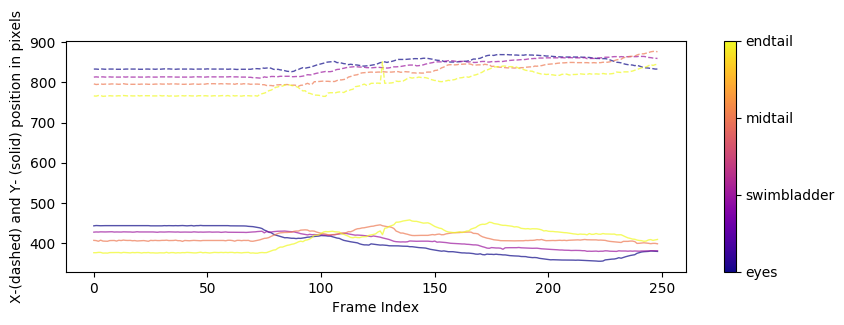 900
800
700
600
500
400
X-(dashed) and Y- (solid) position in pixels
0
50
100
150
200
250
Frame Index
endtail
midtail
swimbladder
eyes